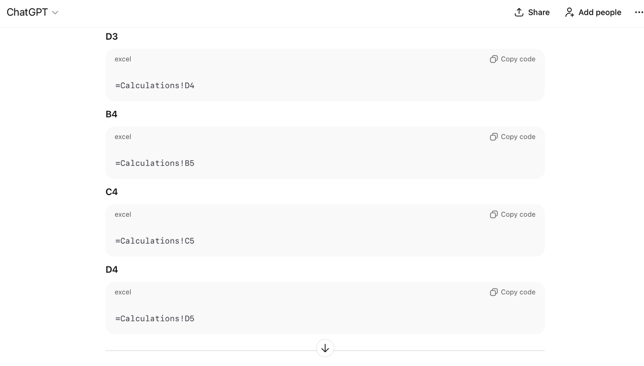 ChatGPT
Share
Add people
D3
excel
Copy code
=Calculations!D4
B4
excel
Copy code
=Calculations!B5
C4
excel
Copy code
=Calculations!C5
D4
excel
Copy code
=Calculations!D5